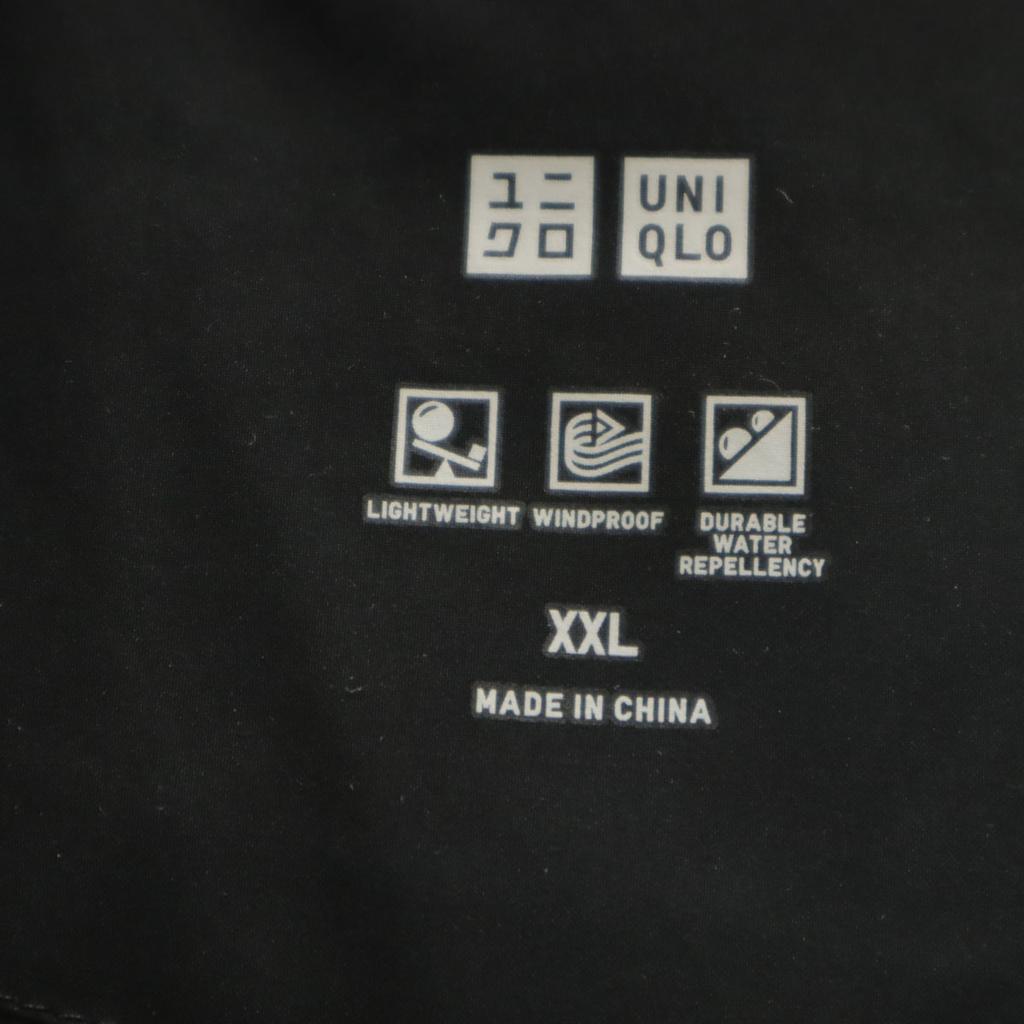 ユニ
クロ
UNI
QLO
LIGHTWEIGHT
WINDPROOF
DURABLE
WATER
REPELLENCY
XXL
MADE IN CHINA